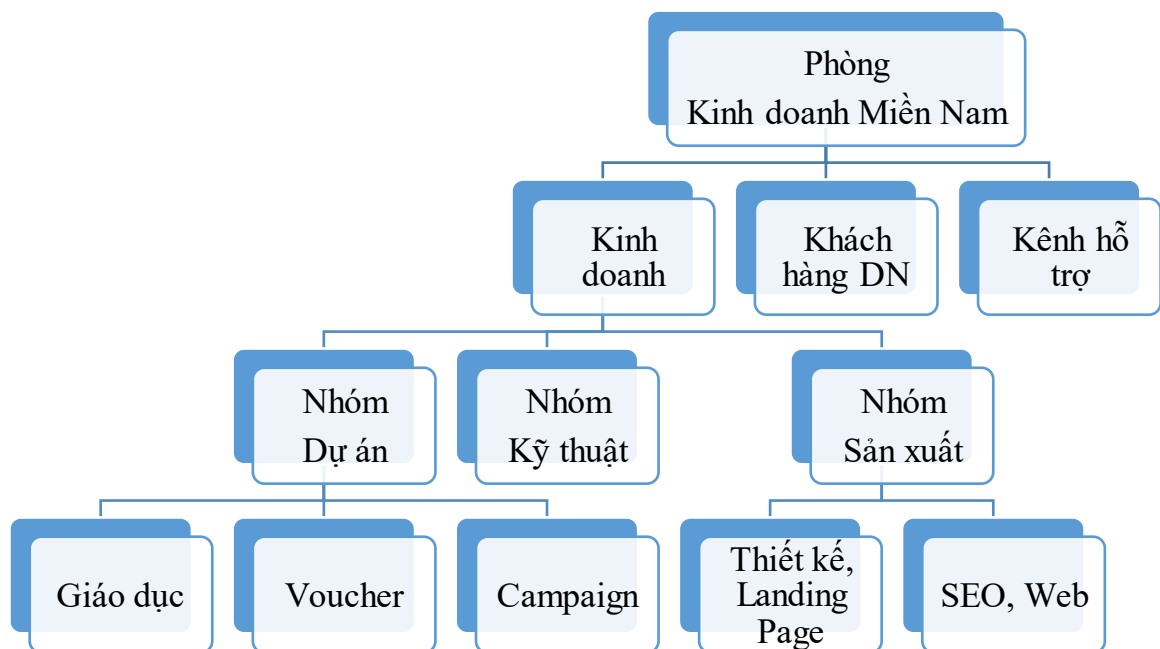 Phòng
Kinh doanh Miền Nam
Kinh
doanh
Khách
hàng DN
Kênh hỗ
trợ
Nhóm
Dự án
Nhóm
Kỹ thuật
Nhóm
Sản xuất
Giáo dục
Voucher
Campaign
Thiết kế,
Landing
Page
SEO, Web